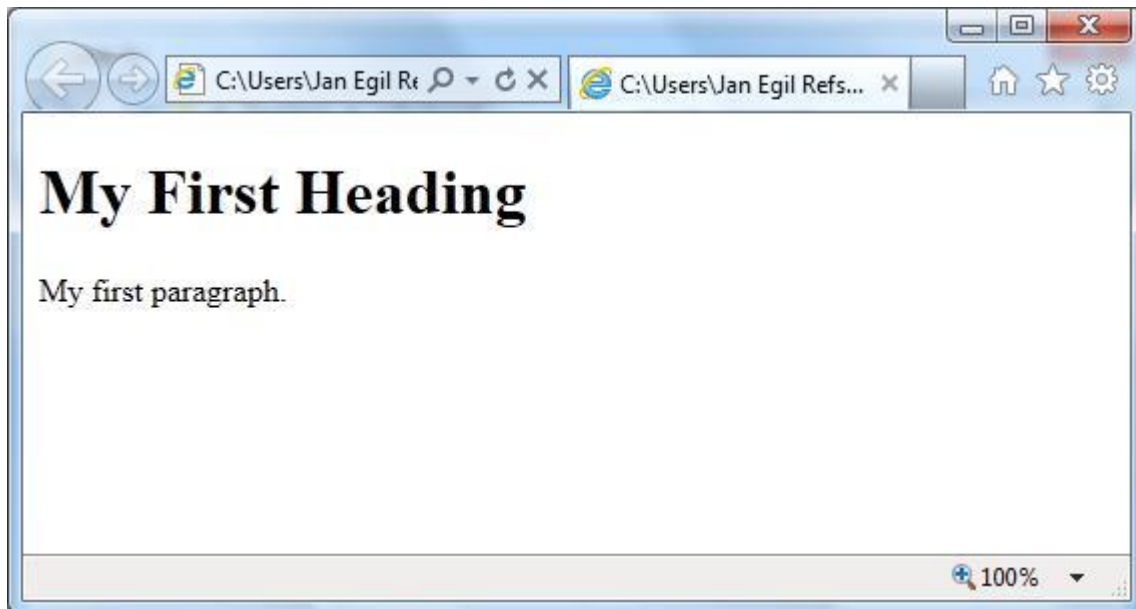 C:\Users\Jan Egil Re
C:\Users\Jan Egil Refs...
My First Heading
My first paragraph.
100%